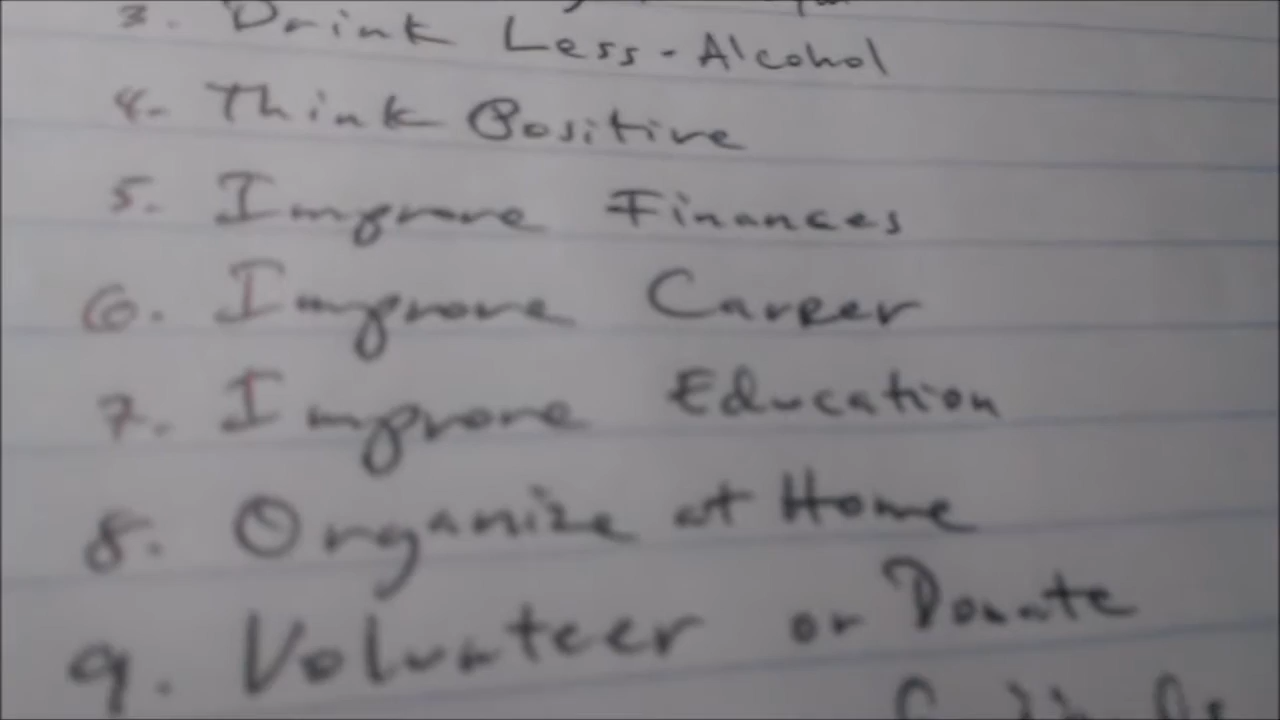 3. Drink Less - Alcohol
4. Think Positive
5. Improve Finances
6. Improve Career
7. Improve Education
8. Organize at Home
9. Volunteer or Donate